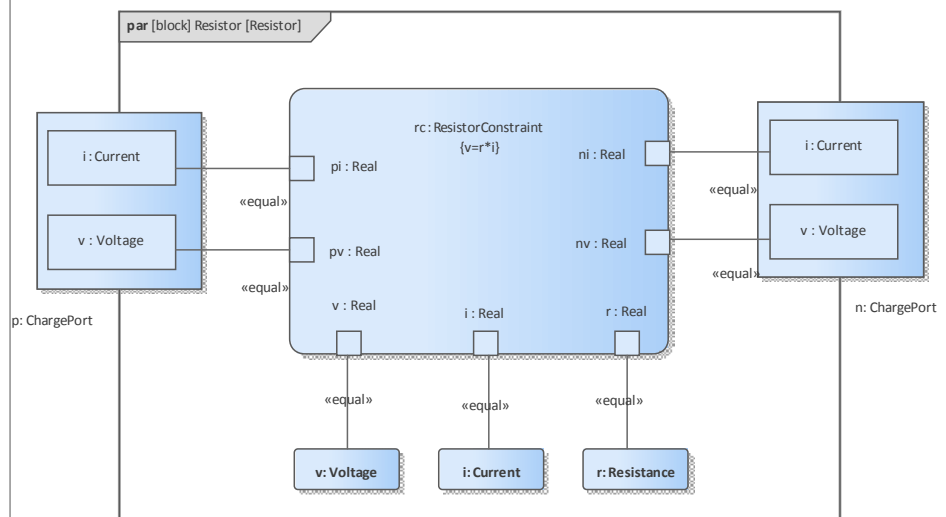 par [block] Resistor [Resistor]
rc: ResistorConstraint
{v=r*i}
i: Current
pi : Real
ni : Real
i : Current
«equal»
«equal»
v : Voltage
pv : Real
nv : Real
v : Voltage
«equal»
«equal»
p: ChargePort
n: ChargePort
v : Real
i : Real
r : Real
«equal»
«equal»
«equal»
v: Voltage
i: Current
r: Resistance